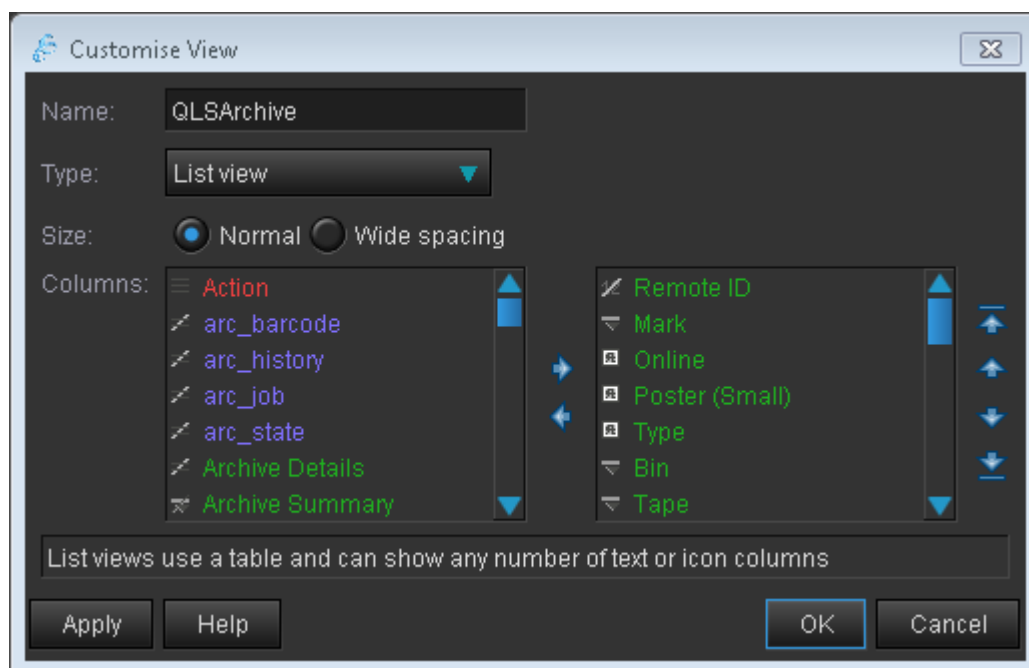 Customise View
Name: QLSArchive
Type: List view
Size: Normal Wide spacing
Columns:
Action
arc_barcode
arc_history
arc_job
arc_state
Archive Details
Archive Summary
Remote ID
Mark
Online
Poster (Small)
Type
Bin
Tape
List views use a table and can show any number of text or icon columns
Apply Help OK Cancel